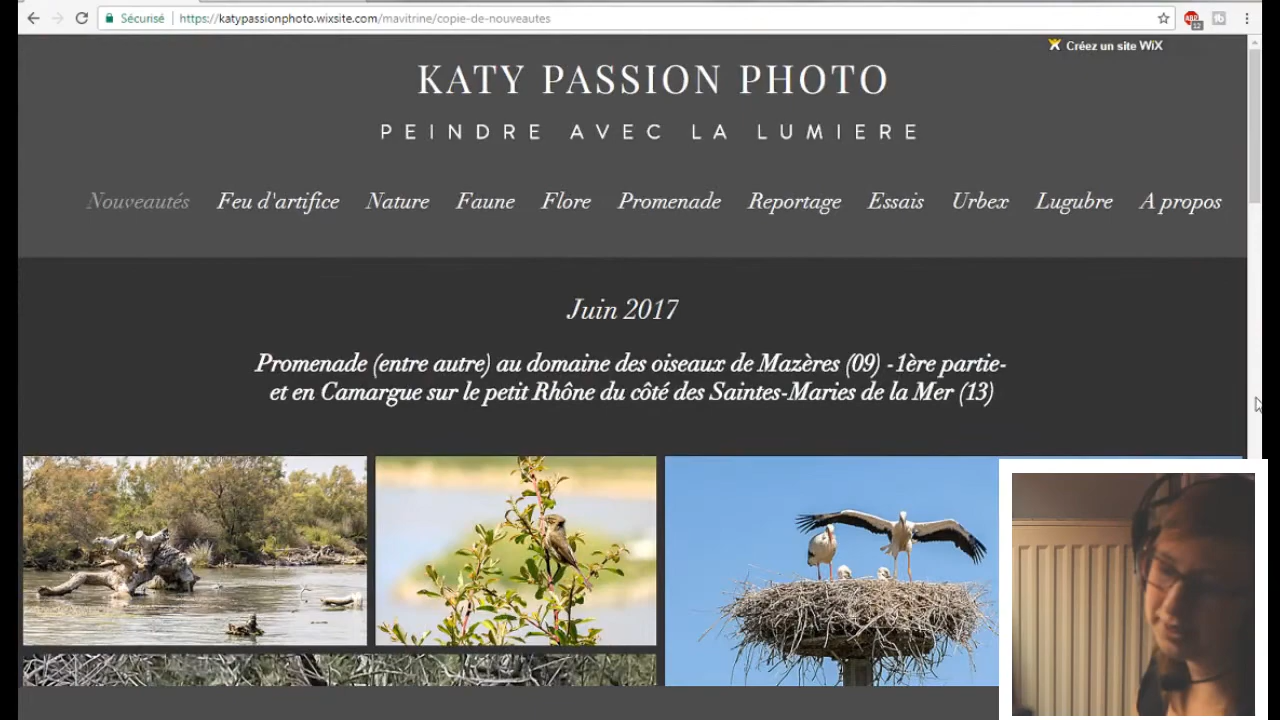 Sécurisé
https://katypassionphoto.wixsite.com/mavitrine/copie-de-nouveautes
ABP
12
Créez un site WiX
KATY PASSION PHOTO
PEINDRE AVEC LA LUMIERE
Nouveautés Feu d'artifice Nature Faune Flore Promenade Reportage Essais Urbex Lugubre A propos
Juin 2017
Promenade (entre autre) au domaine des oiseaux de Mazères (09) -1ère partie-
et en Camargue sur le petit Rhône du côté des Saintes-Maries de la Mer (13)